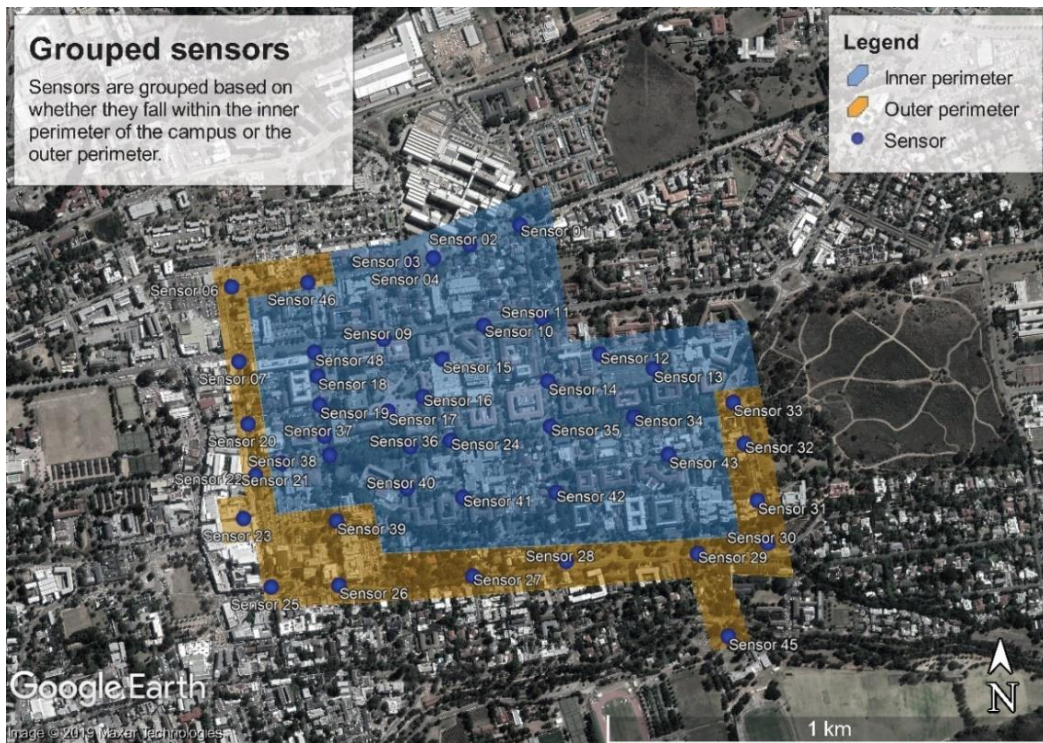 Grouped sensors
Sensors are grouped based on
whether they fall within the inner
perimeter of the campus or the
outer perimeter.
Legend
Inner perimeter
Outer perimeter
Sensor
Sensor 01
Sensor 02
Sensor 03
Sensor 04
Sensor 06
Sensor 46
Sensor 11
Sensor 10
Sensor 09
Sensor 48
Sensor 12
Sensor 15
Sensor 07
Sensor 13
Sensor 18
Sensor 14
Sensor 16
Sensor 33
Sensor 19
Sensor 17
Sensor 34
Sensor 37
Sensor 35
Sensor 20
Sensor 36
Sensor 24
Sensor 32
Sensor 38
Sensor 43
Sensor 22
Sensor 21
Sensor 40
Sensor 42
Sensor 41
Sensor 31
Sensor 39
Sensor 23
Sensor 30
Sensor 28
Sensor 29
Sensor 27
Sensor 26
Sensor 25
Sensor 45
Google Earth
N
1 km
Image © 2019 Maxar Technologies